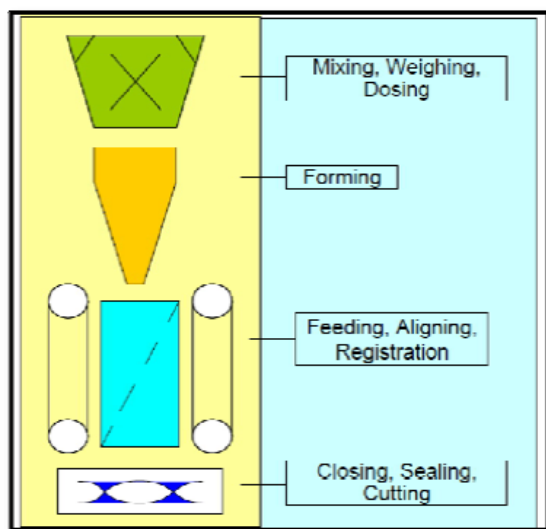 Mixing, Weighing,
Dosing
Forming
Feeding, Aligning,
Registration
Closing, Sealing,
Cutting